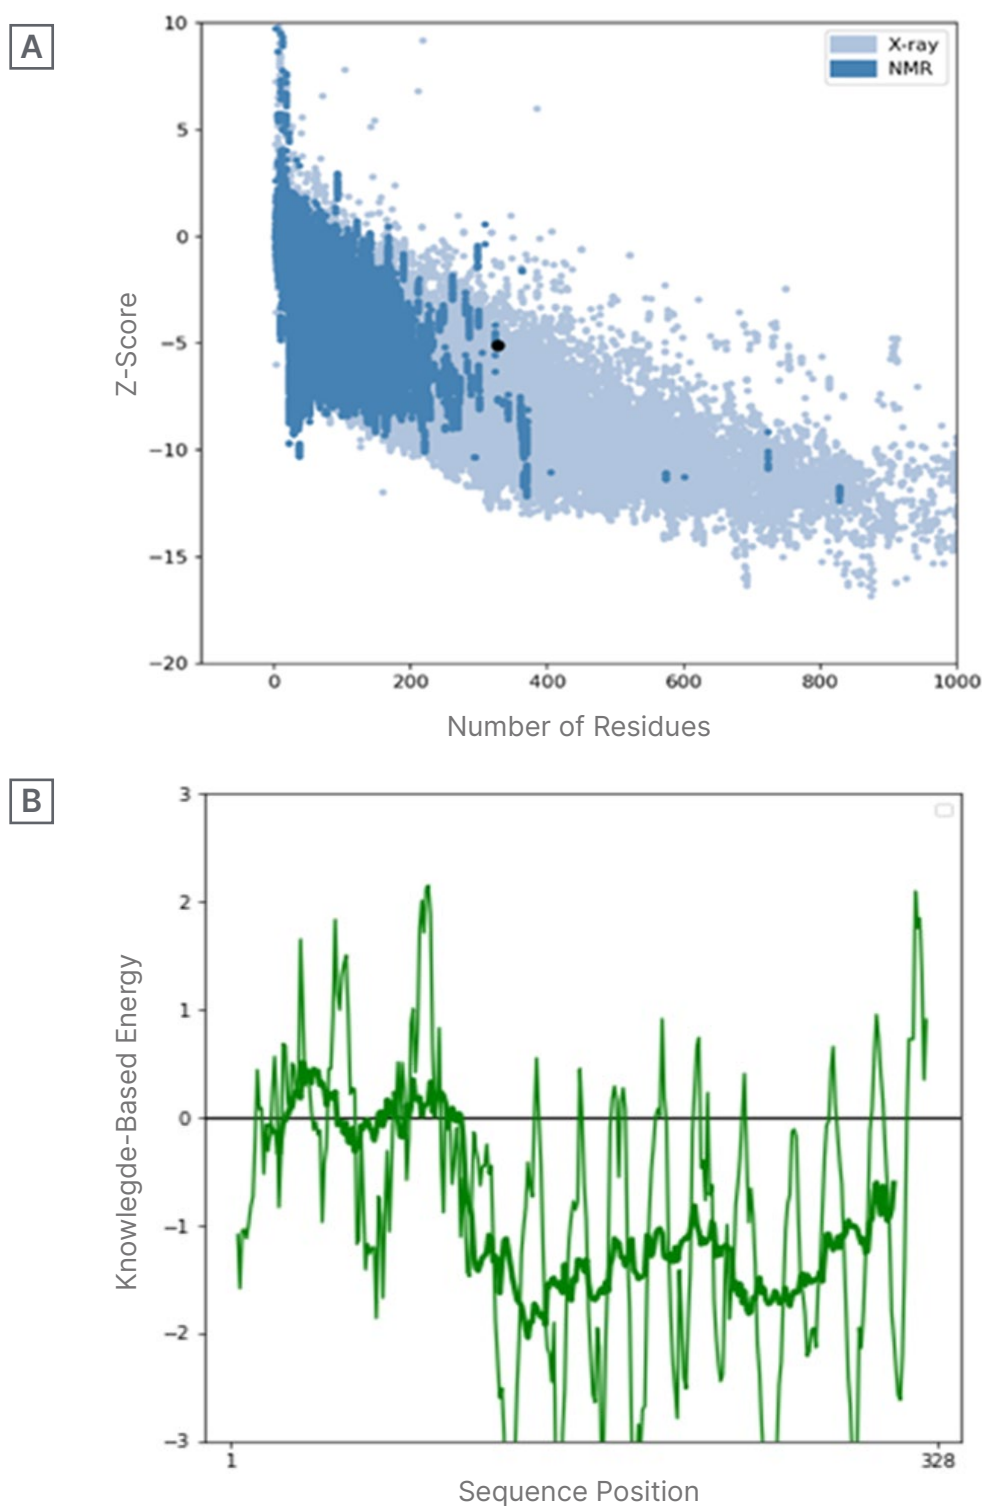 A
10
5
0
−5
−10
−15
−20
Z-Score
X-ray
NMR
0 200 400 600 800 1000
Number of Residues
B
3
2
1
0
−1
−2
−3
Knowlegde-Based Energy
1 328
Sequence Position